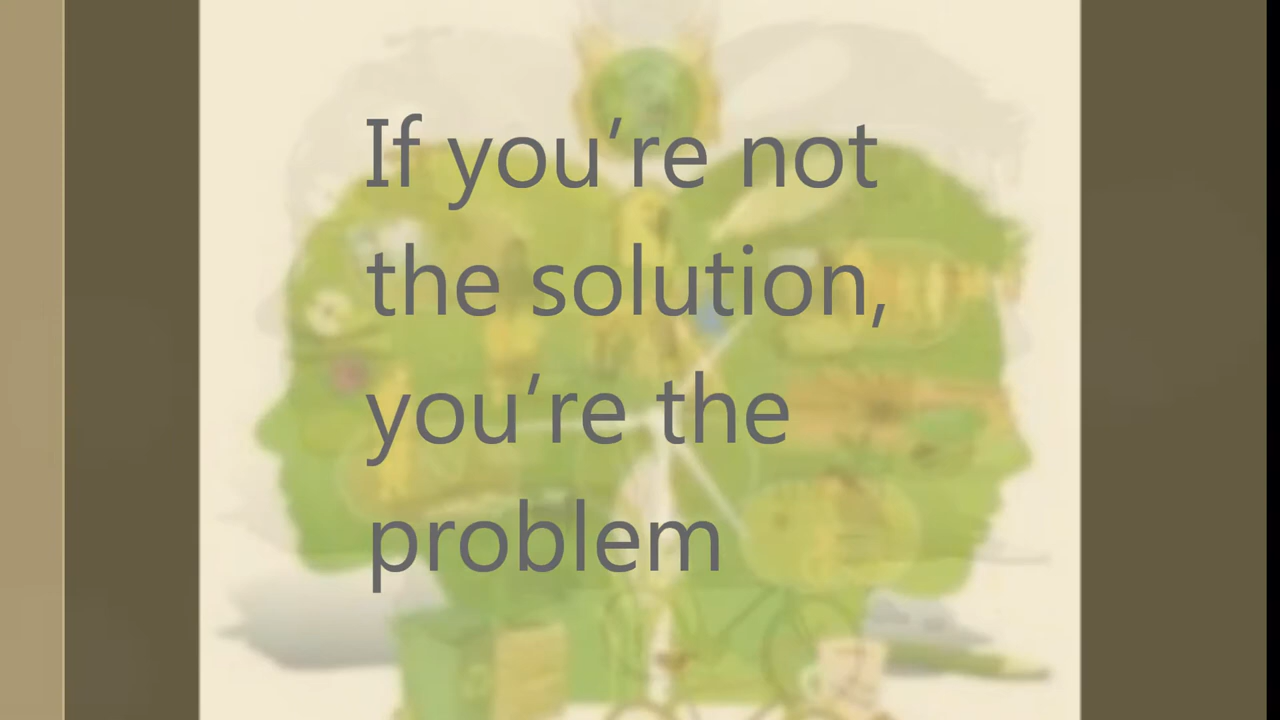 If you’re not
the solution,
you’re the
problem